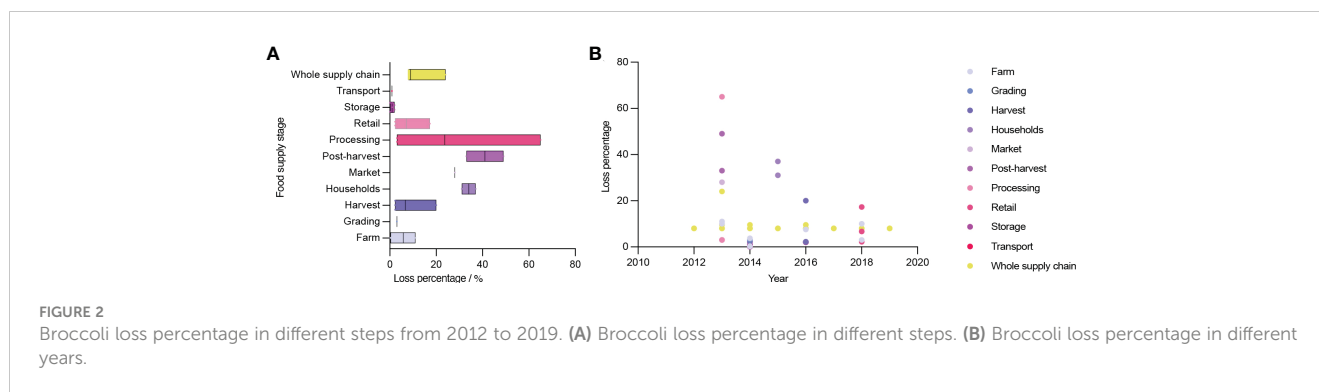 A
B
Food supply stage
Whole supply chain
Transport
Storage
Retail
Processing
Post-harvest
Market
Households
Harvest
Grading
Farm
0 20 40 60 80
Loss percentage / %
Loss percentage
80
60
40
20
0
2010 2012 2014 2016 2018 2020
Year
Farm
Grading
Harvest
Households
Market
Post-harvest
Processing
Retail
Storage
Transport
Whole supply chain
FIGURE 2
Broccoli loss percentage in different steps from 2012 to 2019. (A) Broccoli loss percentage in different steps. (B) Broccoli loss percentage in different
years.